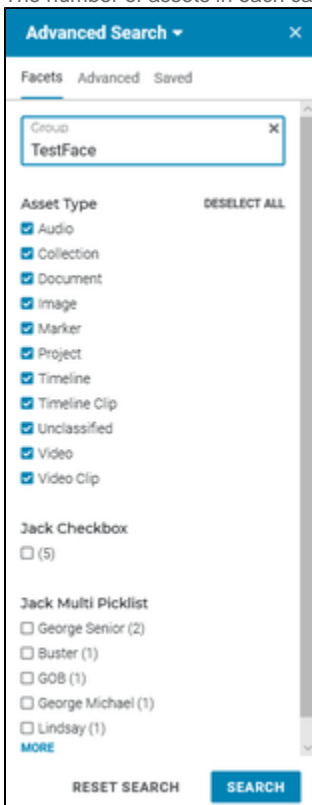 The number of assets in each ca
Advanced Search
Facets Advanced Saved
Group
TestFace
Asset Type DESELECT ALL
Audio
Collection
Document
Image
Marker
Project
Timeline
Timeline Clip
Unclassified
Video
Video Clip
Jack Checkbox
(5)
Jack Multi Picklist
George Senior (2)
Buster (1)
GOB (1)
George Michael (1)
Lindsay (1)
MORE
RESET SEARCH SEARCH